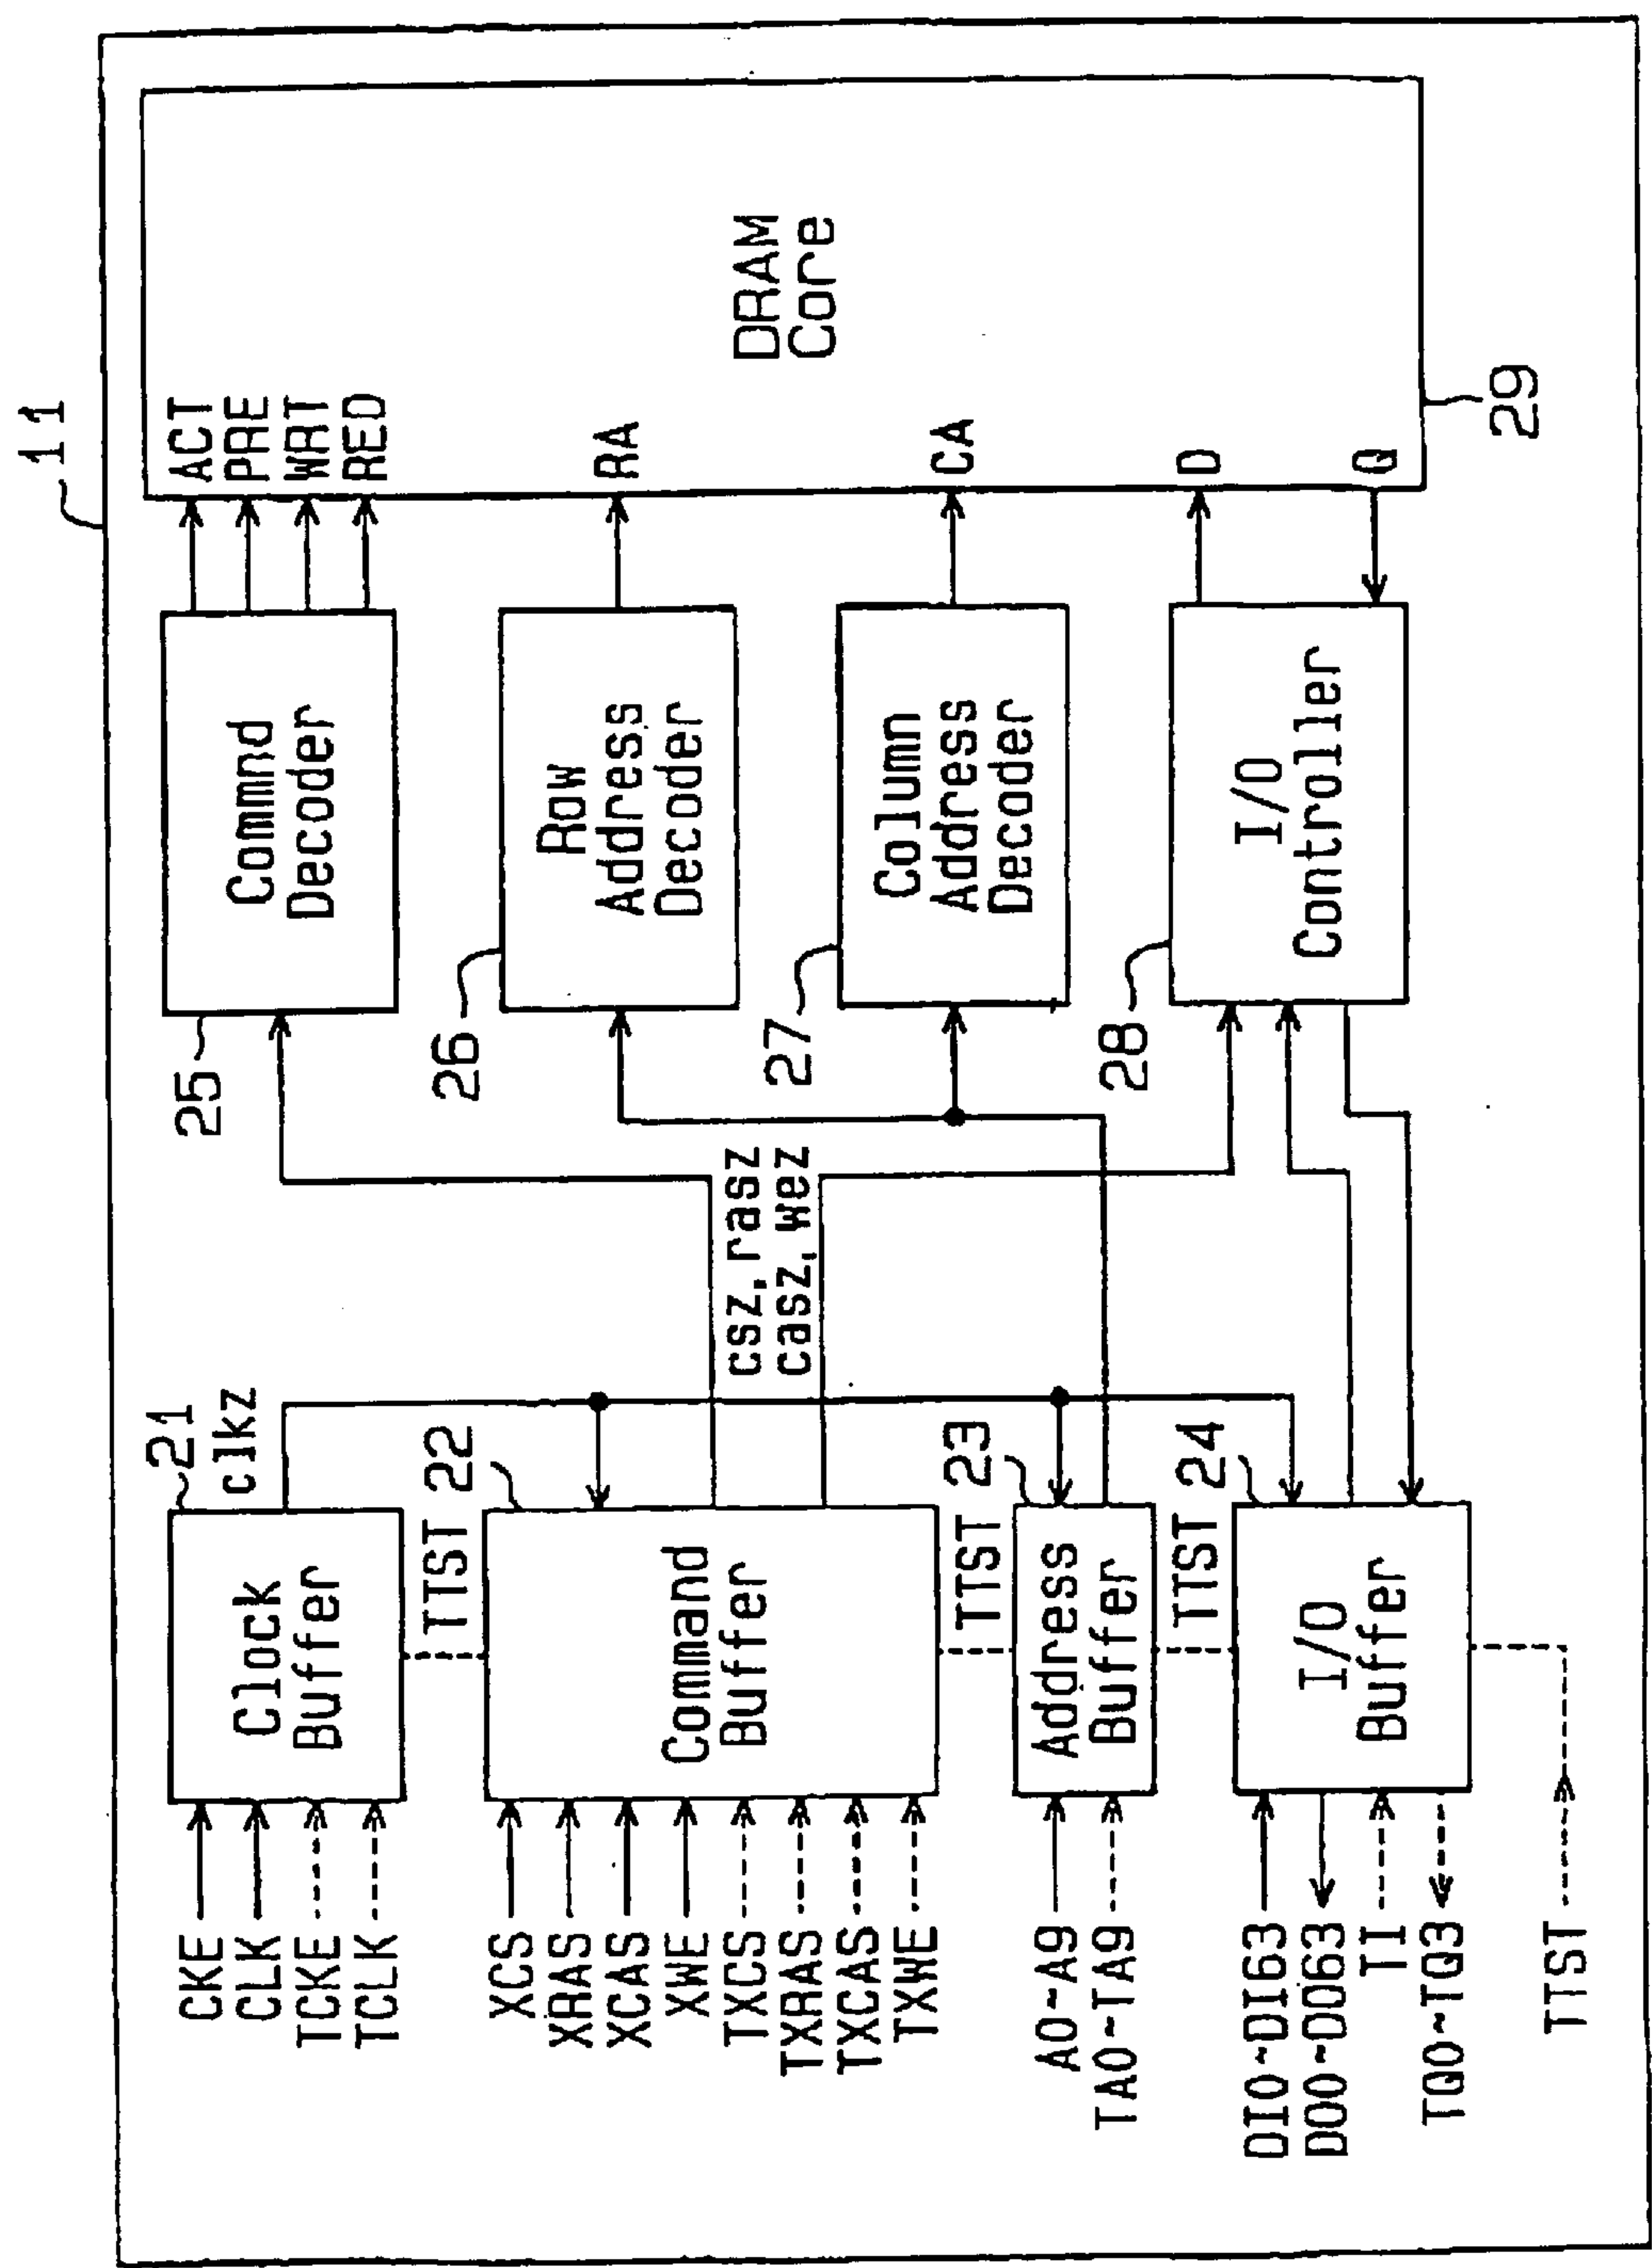 11
21
clkz
CKE
CLK
TCKE
TCLK
Clock
Buffer
TTST
22
XCS
XRAS
XCAS
XWE
TXCS
TXRAS
TXCAS
TXWE
Command
Buffer
csz,rasz
casz,wez
TTST
23
A0~A9
TA0~TA9
Address
Buffer
TTST
24
DI0~DI63
DO0~DO63
TI
TQ0~TQ3
I/O
Buffer
TTST
25
Commnd
Decoder
26
Row
Address
Decoder
27
Column
Address
Decoder
28
I/O
Controller
ACT
PRE
WRT
RED
RA
CA
D
Q
DRAM
Core
29